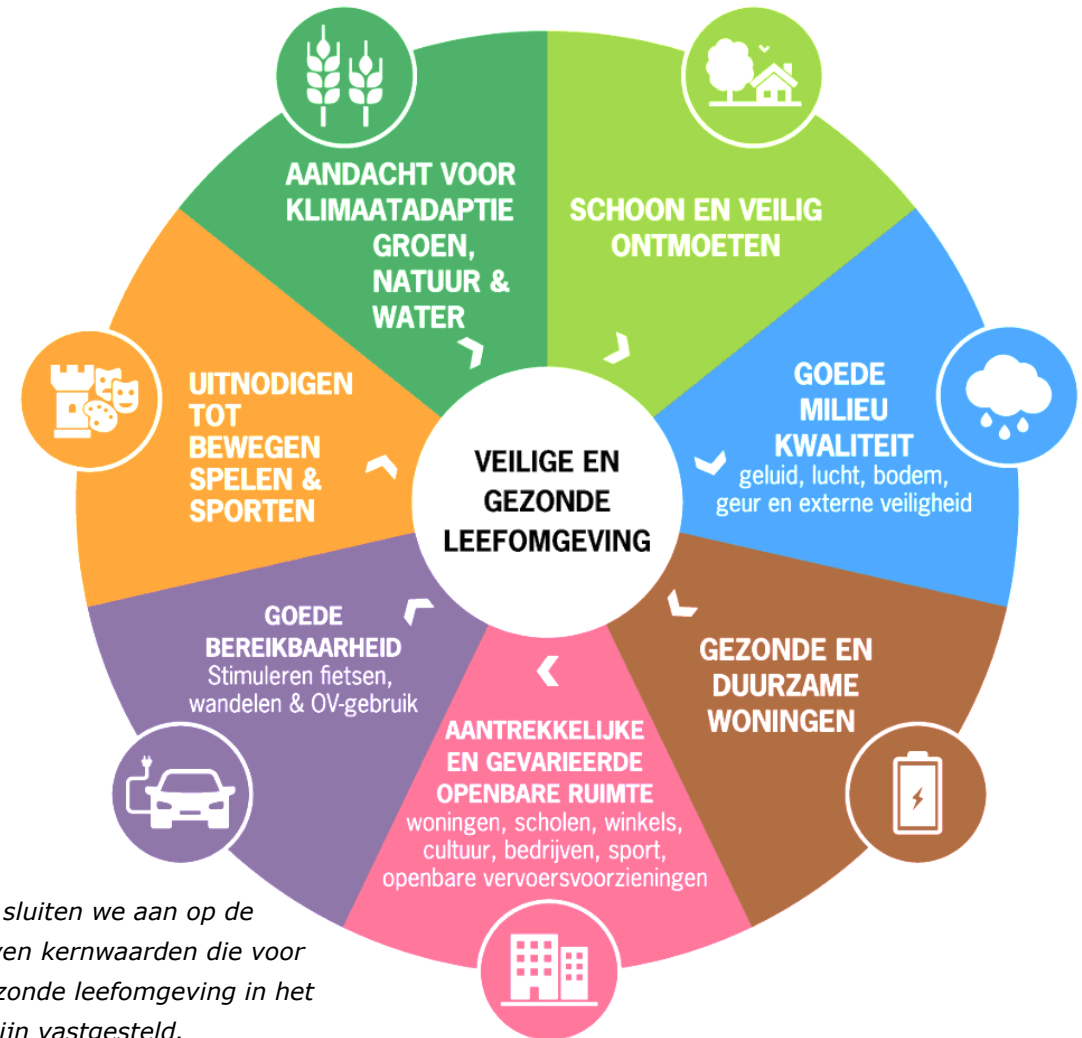 AANDACHT VOOR
KLIMAATADAPTIE
GROEN,
NATUUR &
WATER
SCHOON EN VEILIG
ONTMOETEN
GOEDE
MILIEU
KWALITEIT
geluid, lucht, bodem,
geur en externe veiligheid
GEZONDE EN
DUURZAME
WONINGEN
AANTREKKELIJKE
EN GEVARIEERDE
OPENBARE RUIMTE
woningen, scholen, winkels,
cultuur, bedrijven, sport,
openbare vervoersvoorzieningen
GOEDE
BEREIKBAARHEID
Stimuleren fietsen,
wandelen & OV-gebruik
UITNODIGEN
TOT
BEWEGEN
SPELEN &
SPORTEN
VEILIGE EN
GEZONDE
LEEFOMGEVING
sluiten we aan op de
kernwaarden die voor
leefomgeving in het
vastgesteld.